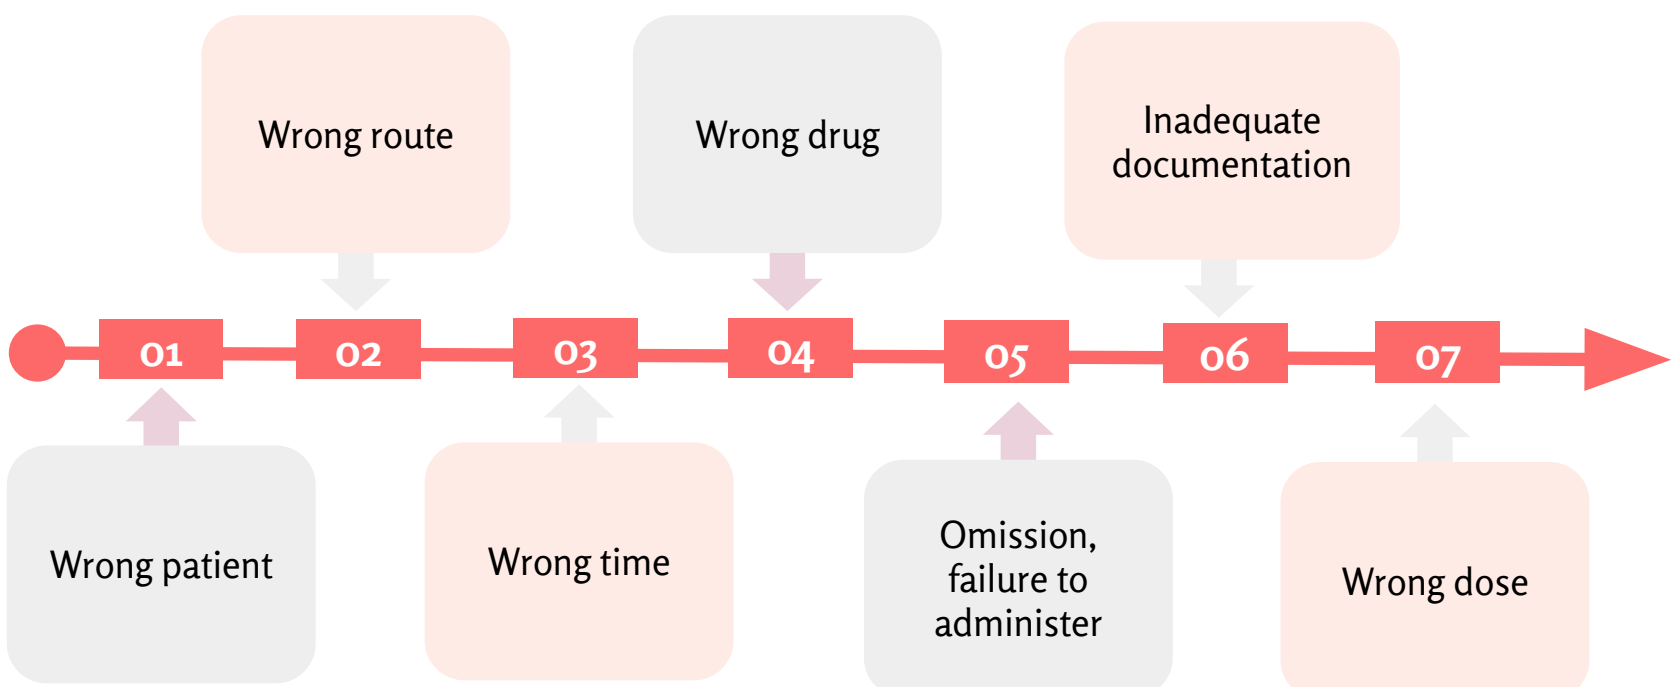 Wrong route
Wrong drug
Inadequate
documentation
01
02
03
04
05
06
07
Wrong patient
Wrong time
Omission,
failure to
administer
Wrong dose